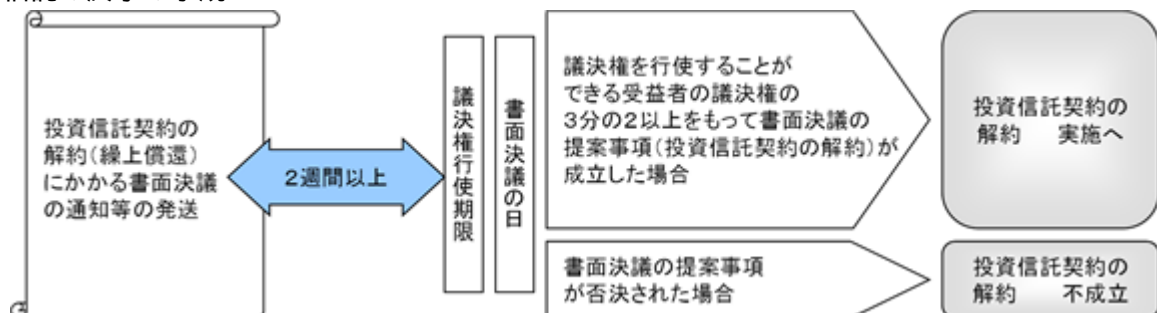 投資信託契約の
解約(繰上償還)
にかかる書面決議
の通知等の発送
2週間以上
議決権行使期限
書面決議の日
議決権を行使することが
できる受益者の議決権の
3分の2以上をもって書面決議の
提案事項(投資信託契約の解約)が
成立した場合
投資信託契約の
解約 実施へ
書面決議の提案事項
が否決された場合
投資信託契約の
解約 不成立